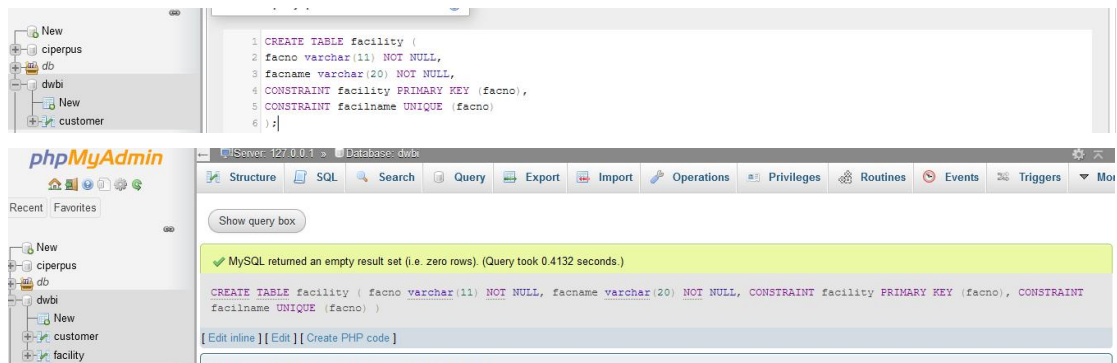 New
ciperpus
db
dwbi
New
customer
1 CREATE TABLE facility (
2 facno varchar(11) NOT NULL,
3 facname varchar(20) NOT NULL,
4 CONSTRAINT facility PRIMARY KEY (facno),
5 CONSTRAINT facilname UNIQUE (facno)
6 );
phpMyAdmin
Recent Favorites
New
ciperpus
db
dwbi
New
customer
facility
Server: 127.0.0.1 » Database: dwbi
Structure SQL Search Query Export Import Operations Privileges Routines Events Triggers Mor
Show query box
MySQL returned an empty result set (i.e. zero rows). (Query took 0.4132 seconds.)
CREATE TABLE facility ( facno varchar(11) NOT NULL, facname varchar(20) NOT NULL, CONSTRAINT facility PRIMARY KEY (facno), CONSTRAINT
facilname UNIQUE (facno) )
[ Edit inline ] [ Edit ] [ Create PHP code ]